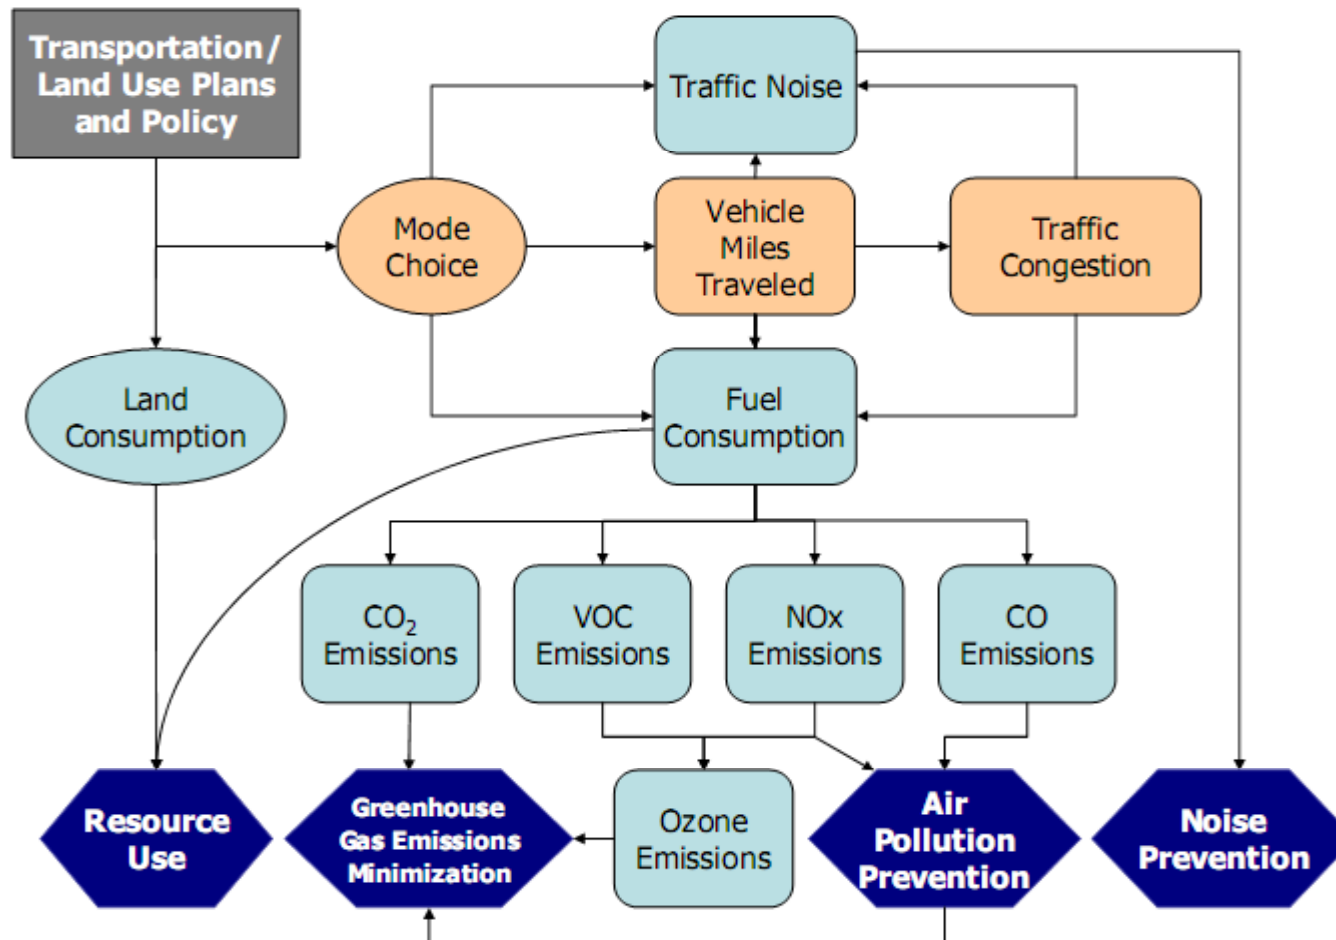 Transportation/
Land Use Plans
and Policy
Traffic Noise
Mode
Choice
Vehicle
Miles
Traveled
Traffic
Congestion
Land
Consumption
Fuel
Consumption
CO₂
Emissions
VOC
Emissions
NOx
Emissions
CO
Emissions
Resource
Use
Greenhouse
Gas Emissions
Minimization
Ozone
Emissions
Air
Pollution
Prevention
Noise
Prevention